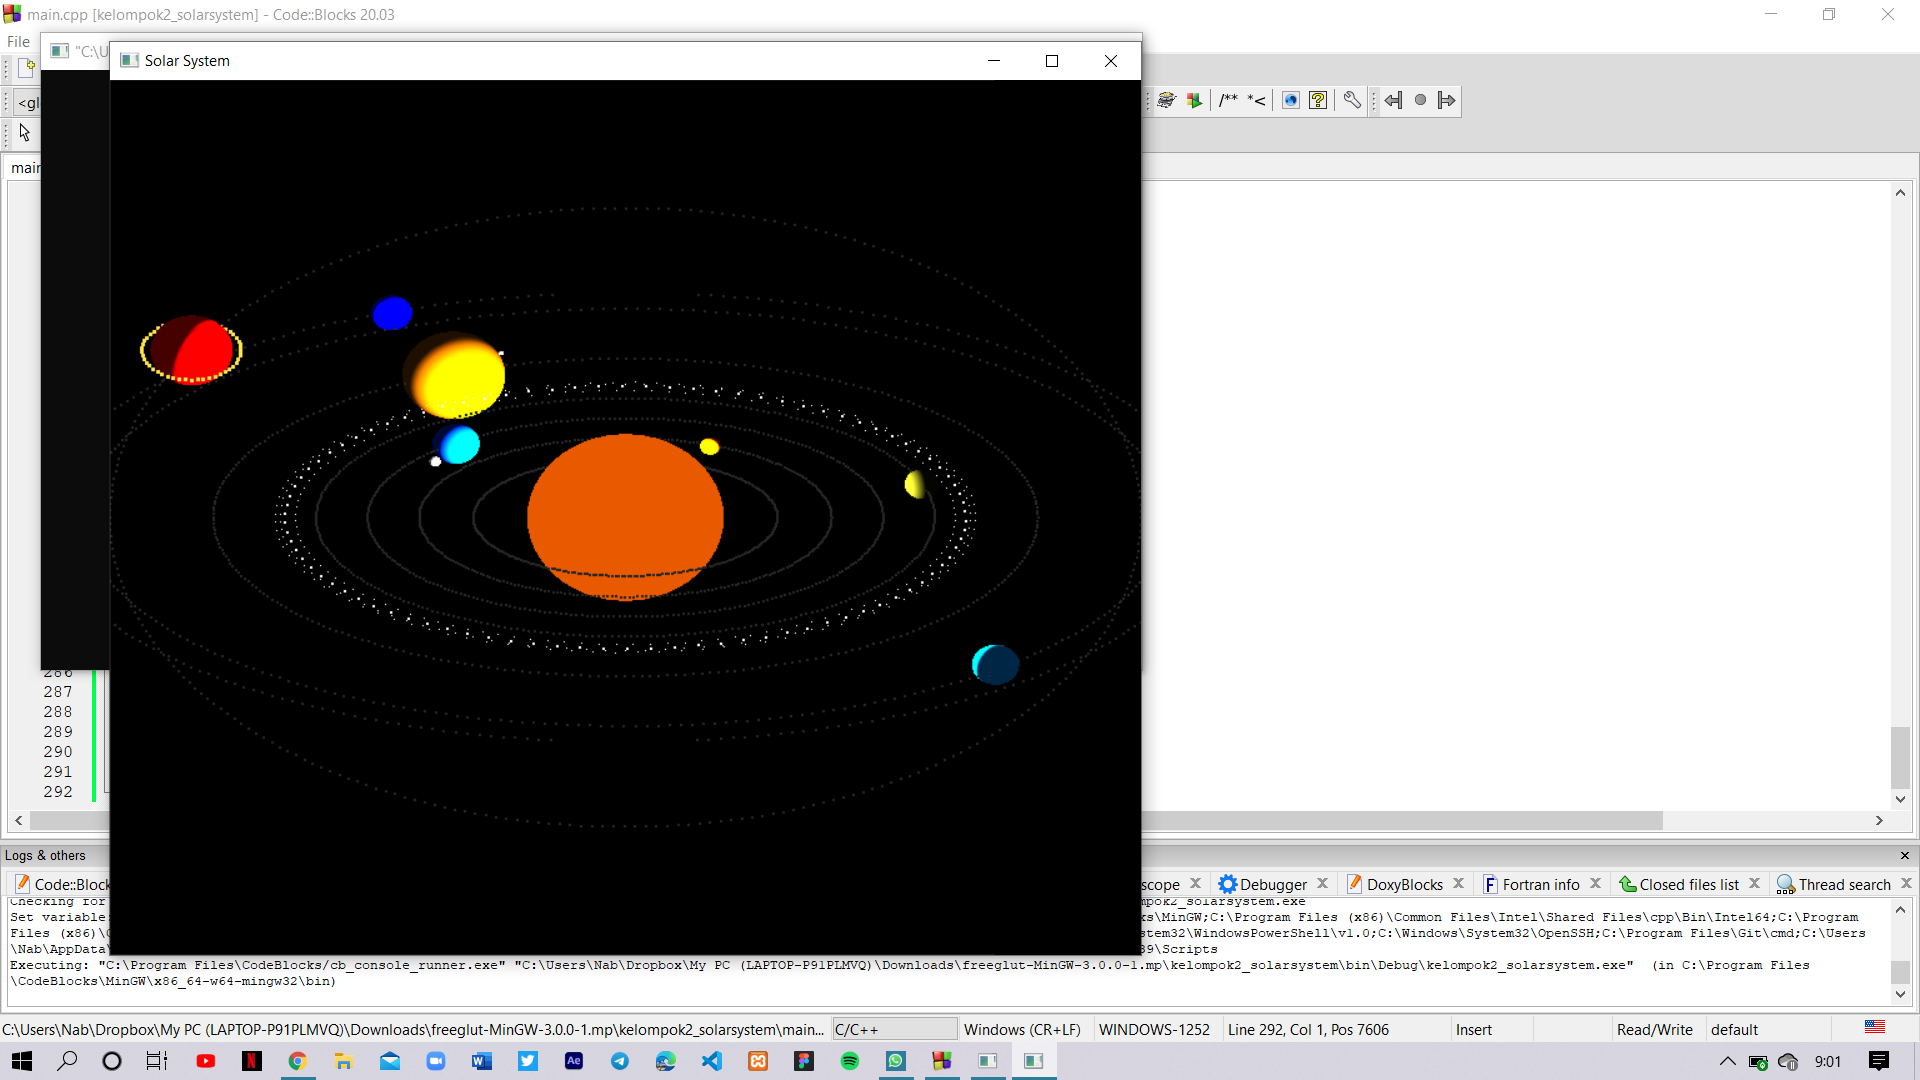 main.cpp [kelompok2_solarsystem] - Code::Blocks 20.03
File
"C:\U
Solar System
<gl
/** *<
main
286
287
288
289
290
291
292
Logs & others
Code::Block
scope
Debugger
DoxyBlocks
Fortran info
Closed files list
Thread search
Checking for
mpok2_solarsystem.exe
Set variable:
ks\MinGW;C:\Program Files (x86)\Common Files\Intel\Shared Files\cpp\Bin\Intel64;C:\Program
Files (x86)\
stem32\WindowsPowerShell\v1.0;C:\Windows\System32\OpenSSH;C:\Program Files\Git\cmd;C:\Users
\Nab\AppData\
39\Scripts
Executing: "C:\Program Files\CodeBlocks/cb_console_runner.exe" "C:\Users\Nab\Dropbox\My PC (LAPTOP-P91PLMVQ)\Downloads\freeglut-MinGW-3.0.0-1.mp\kelompok2_solarsystem\bin\Debug\kelompok2_solarsystem.exe" (in C:\Program Files
\CodeBlocks\MinGW\x86_64-w64-mingw32\bin)
C:\Users\Nab\Dropbox\My PC (LAPTOP-P91PLMVQ)\Downloads\freeglut-MinGW-3.0.0-1.mp\kelompok2_solarsystem\main...
C/C++
Windows (CR+LF)
WINDOWS-1252
Line 292, Col 1, Pos 7606
Insert
Read/Write
default
9:01